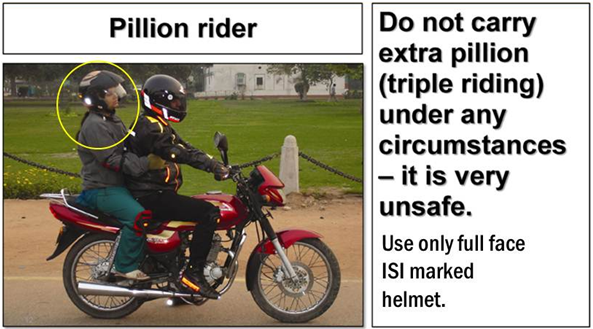 Pillion rider
Do not carry
extra pillion
(triple riding)
under any
circumstances
– it is very
unsafe.
Use only full face
ISI marked
helmet.